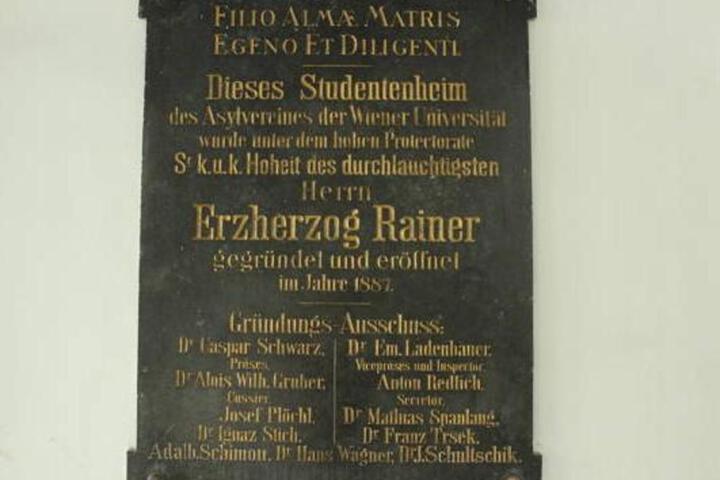 FILIO ALMÆ MATRIS
EGENO ET DILIGENTI.
Dieses Studentenheim
des Asylvereines der Wiener Universität
wurde unter dem hohen Protectorate
Sr k.u.k. Hoheit des durchlauchtigsten
Herrn
Erzherzog Rainer
gegründet und eröffnet
im Jahre 1887.
Gründungs-Ausschuss:
Dr Caspar Schwarz,
Präses.
Dr Alois Wilh. Gruber,
Cassier.
Josef Plöchl,
Dr Ignaz Stich.
Dr Em. Ladenbauer.
Vicepräses und Inspector.
Anton Redlich.
Secretär.
Dr Mathias Spanlang.
Dr Franz Trsek.
Adalb. Schimon, Dr Hans Wagner, Dr J. Schultschik.